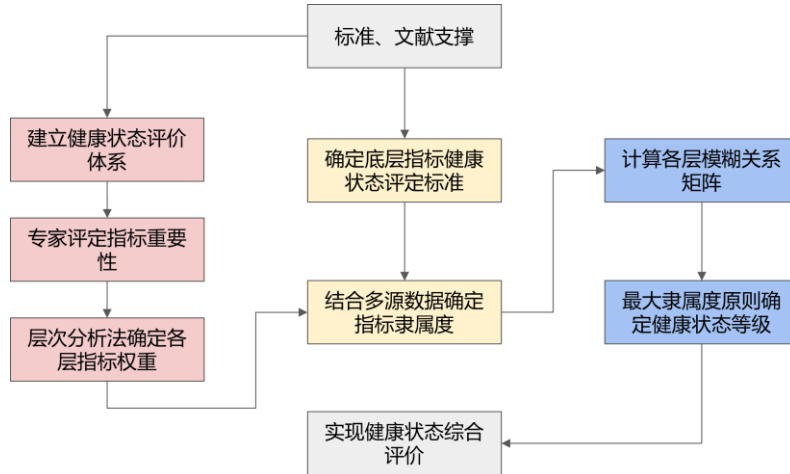 标准、文献支撑
建立健康状态评价
体系
专家评定指标重要
性
层次分析法确定各
层指标权重
确定底层指标健康
状态评定标准
结合多源数据确定
指标隶属度
计算各层模糊关系
矩阵
最大隶属度原则确
定健康状态等级
实现健康状态综合
评价